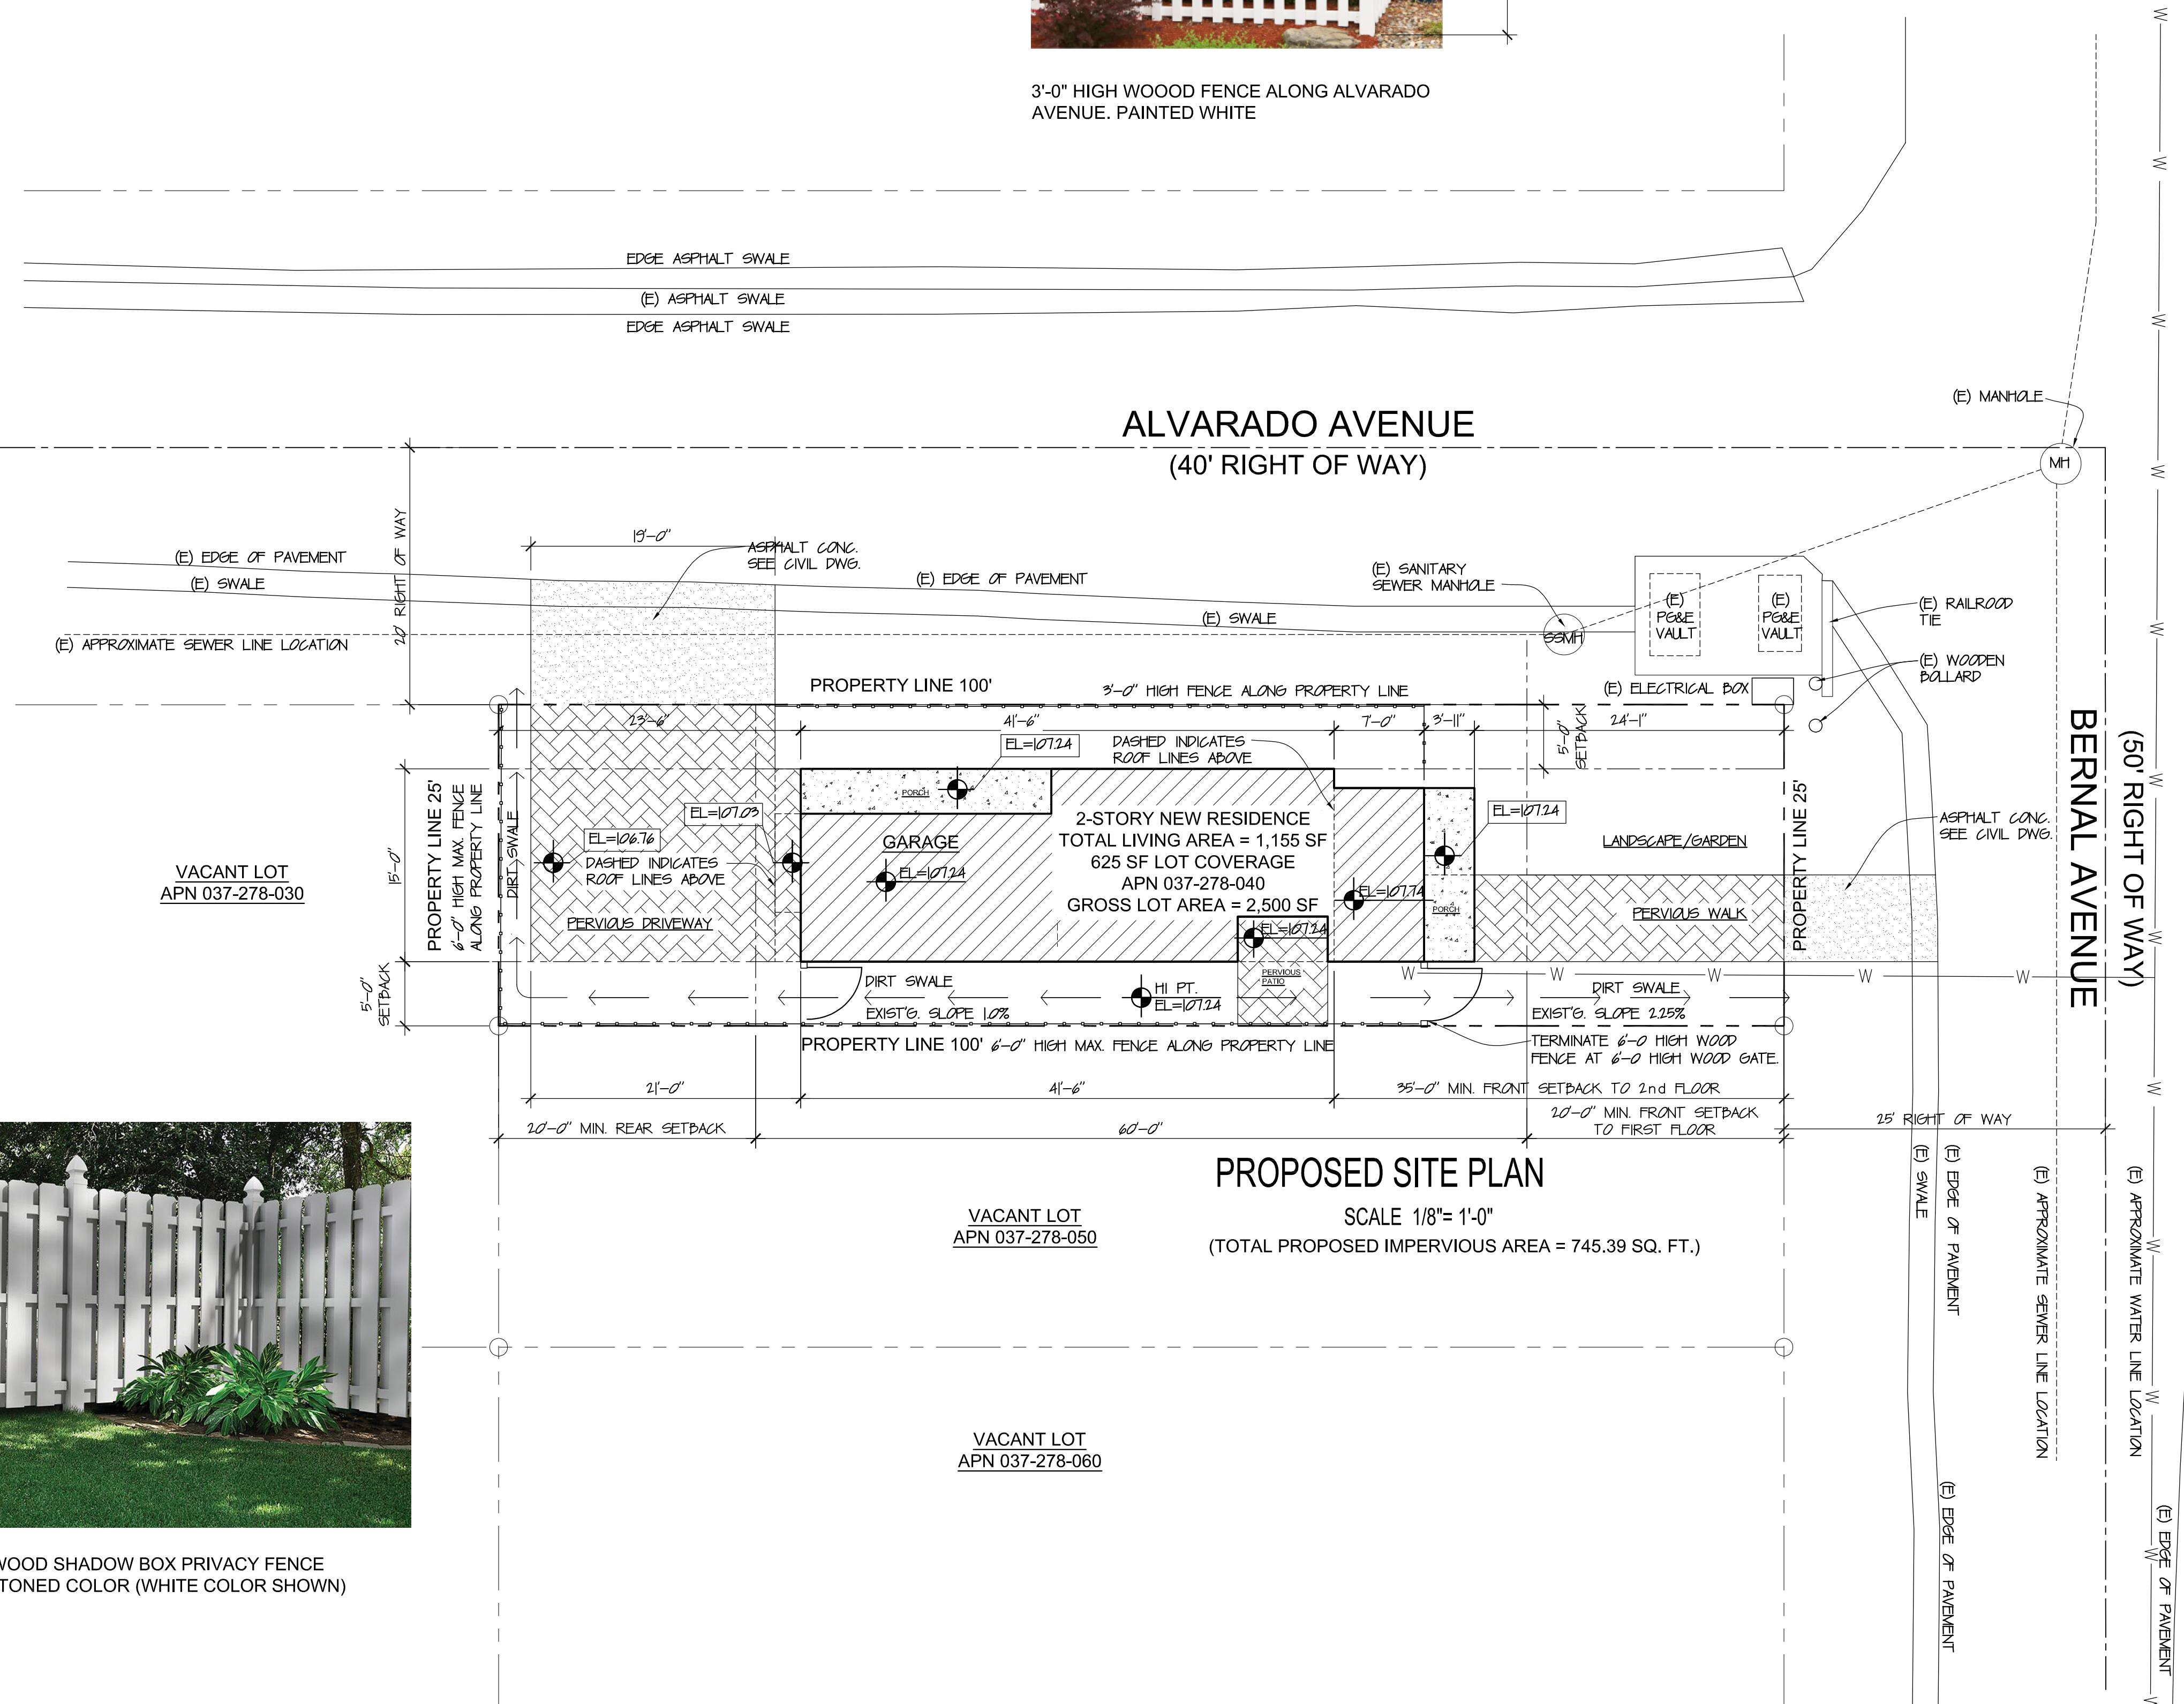 3'-0" HIGH WOOOD FENCE ALONG ALVARADO
AVENUE. PAINTED WHITE
EDGE ASPHALT SWALE
(E) ASPHALT SWALE
EDGE ASPHALT SWALE
(E) MANHOLE
ALVARADO AVENUE
(40' RIGHT OF WAY)
MH
20' RIGHT OF WAY
19'-0"
ASPHALT CONC.
SEE CIVIL DWG.
(E) EDGE OF PAVEMENT
(E) SWALE
(E) APPROXIMATE SEWER LINE LOCATION
(E) EDGE OF PAVEMENT
(E) SWALE
(E) SANITARY
SEWER MANHOLE
SSMH
(E)
PG&E
VAULT
(E)
PG&E
VAULT
(E) RAILROAD
TIE
(E) WOODEN
BOLLARD
(E) ELECTRICAL BOX
PROPERTY LINE 100'
3'-0" HIGH FENCE ALONG PROPERTY LINE
23'-6"
41'-6"
7'-0"
3'-11"
24'-1"
5'-0"
SETBACK
EL=107.24
DASHED INDICATES
ROOF LINES ABOVE
PORCH
EL=107.03
EL=106.76
DASHED INDICATES
ROOF LINES ABOVE
PERVIOUS DRIVEWAY
GARAGE
EL=107.24
2-STORY NEW RESIDENCE
TOTAL LIVING AREA = 1,155 SF
625 SF LOT COVERAGE
APN 037-278-040
GROSS LOT AREA = 2,500 SF
EL=107.74
EL=107.24
PERVIOUS
PATIO
PORCH
EL=107.24
LANDSCAPE/GARDEN
PERVIOUS WALK
PROPERTY LINE 25'
ASPHALT CONC.
SEE CIVIL DWG.
BERNAL AVENUE
(50' RIGHT OF WAY)
VACANT LOT
APN 037-278-030
15'-0"
5'-0"
SETBACK
PROPERTY LINE 25'
6'-0" HIGH MAX. FENCE
ALONG PROPERTY LINE
DIRT SWALE
DIRT SWALE
EXIST'G. SLOPE 1.0%
HI PT.
EL=107.24
W
W
W
W
W
DIRT SWALE
EXIST'G. SLOPE 2.25%
PROPERTY LINE 100' 6'-0" HIGH MAX. FENCE ALONG PROPERTY LINE
TERMINATE 6'-0 HIGH WOOD
FENCE AT 6'-0 HIGH WOOD GATE.
21'-0"
41'-6"
35'-0" MIN. FRONT SETBACK TO 2nd FLOOR
20'-0" MIN. REAR SETBACK
60'-0"
20'-0" MIN. FRONT SETBACK
TO FIRST FLOOR
25' RIGHT OF WAY
PROPOSED SITE PLAN
SCALE 1/8"= 1'-0"
(TOTAL PROPOSED IMPERVIOUS AREA = 745.39 SQ. FT.)
VACANT LOT
APN 037-278-050
VACANT LOT
APN 037-278-060
(E) SWALE
(E) EDGE OF PAVEMENT
(E) APPROXIMATE SEWER LINE LOCATION
(E) APPROXIMATE WATER LINE LOCATION
(E) EDGE OF PAVEMENT
(E) EDGE OF PAVEMENT
W
W
W
W
W
W
W
W
W
W
W
W
W
WOOD SHADOW BOX PRIVACY FENCE
TONED COLOR (WHITE COLOR SHOWN)